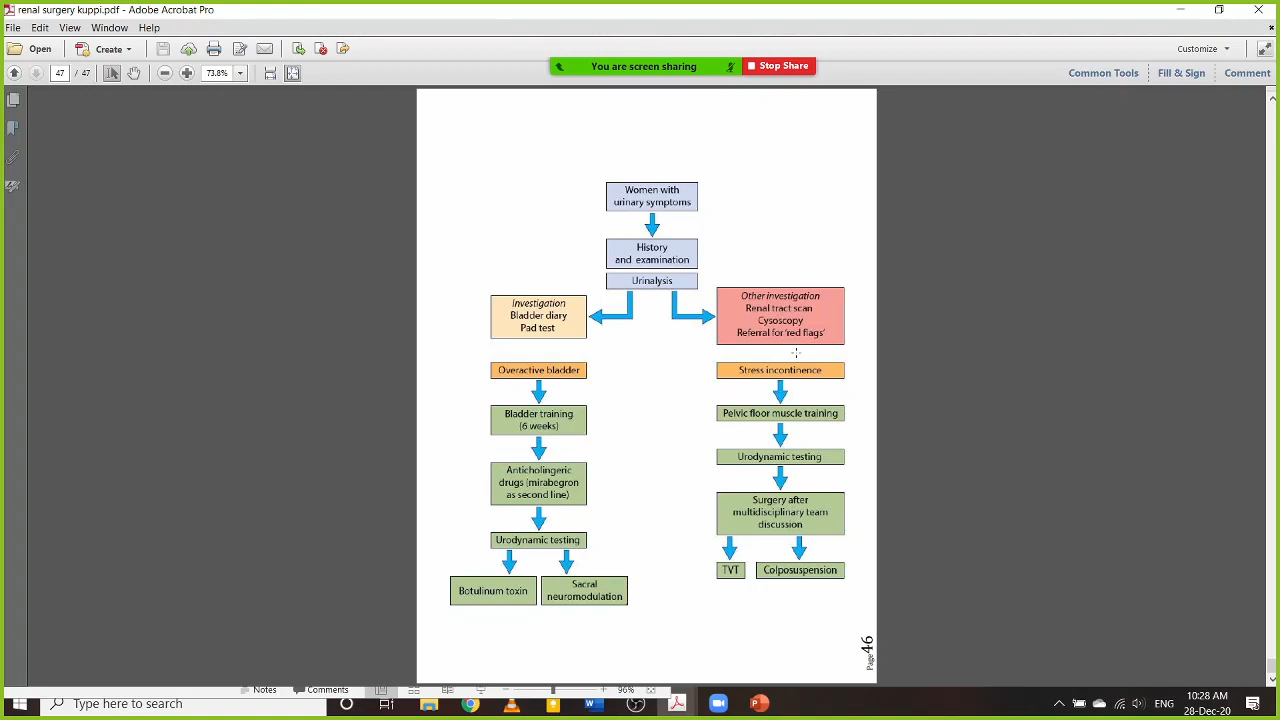 renal surgery kuppi.pdf - Adobe Acrobat Pro
File Edit View Window Help
Open Create Customize
47 / 73.8% You are screen sharing Stop Share Common Tools Fill & Sign Comment
Women with
urinary symptoms
History
and examination
Urinalysis
Investigation
Bladder diary
Pad test
Other investigation
Renal tract scan
Cysoscopy
Referral for 'red flags'
Overactive bladder
Bladder training
(6 weeks)
Anticholingeric
drugs (mirabegron
as second line)
Urodynamic testing
Botulinum toxin
Sacral
neuromodulation
Stress incontinence
Pelvic floor muscle training
Urodynamic testing
Surgery after
multidisciplinary team
discussion
TVT
Colposuspension
Page 46
Notes Comments 96%
Type here to search
ENG
10:28 AM
28-Dec-20